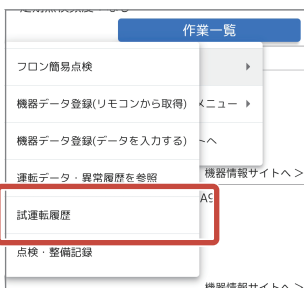 作業一覧
フロン簡易点検
機器データ登録(リモコンから取得)
メニュー
機器データ登録(データを入力する)
トへ
運転データ・異常履歴を参照
機器情報サイトへ >
試運転履歴
点検・整備記録
機器情報サイトへ >